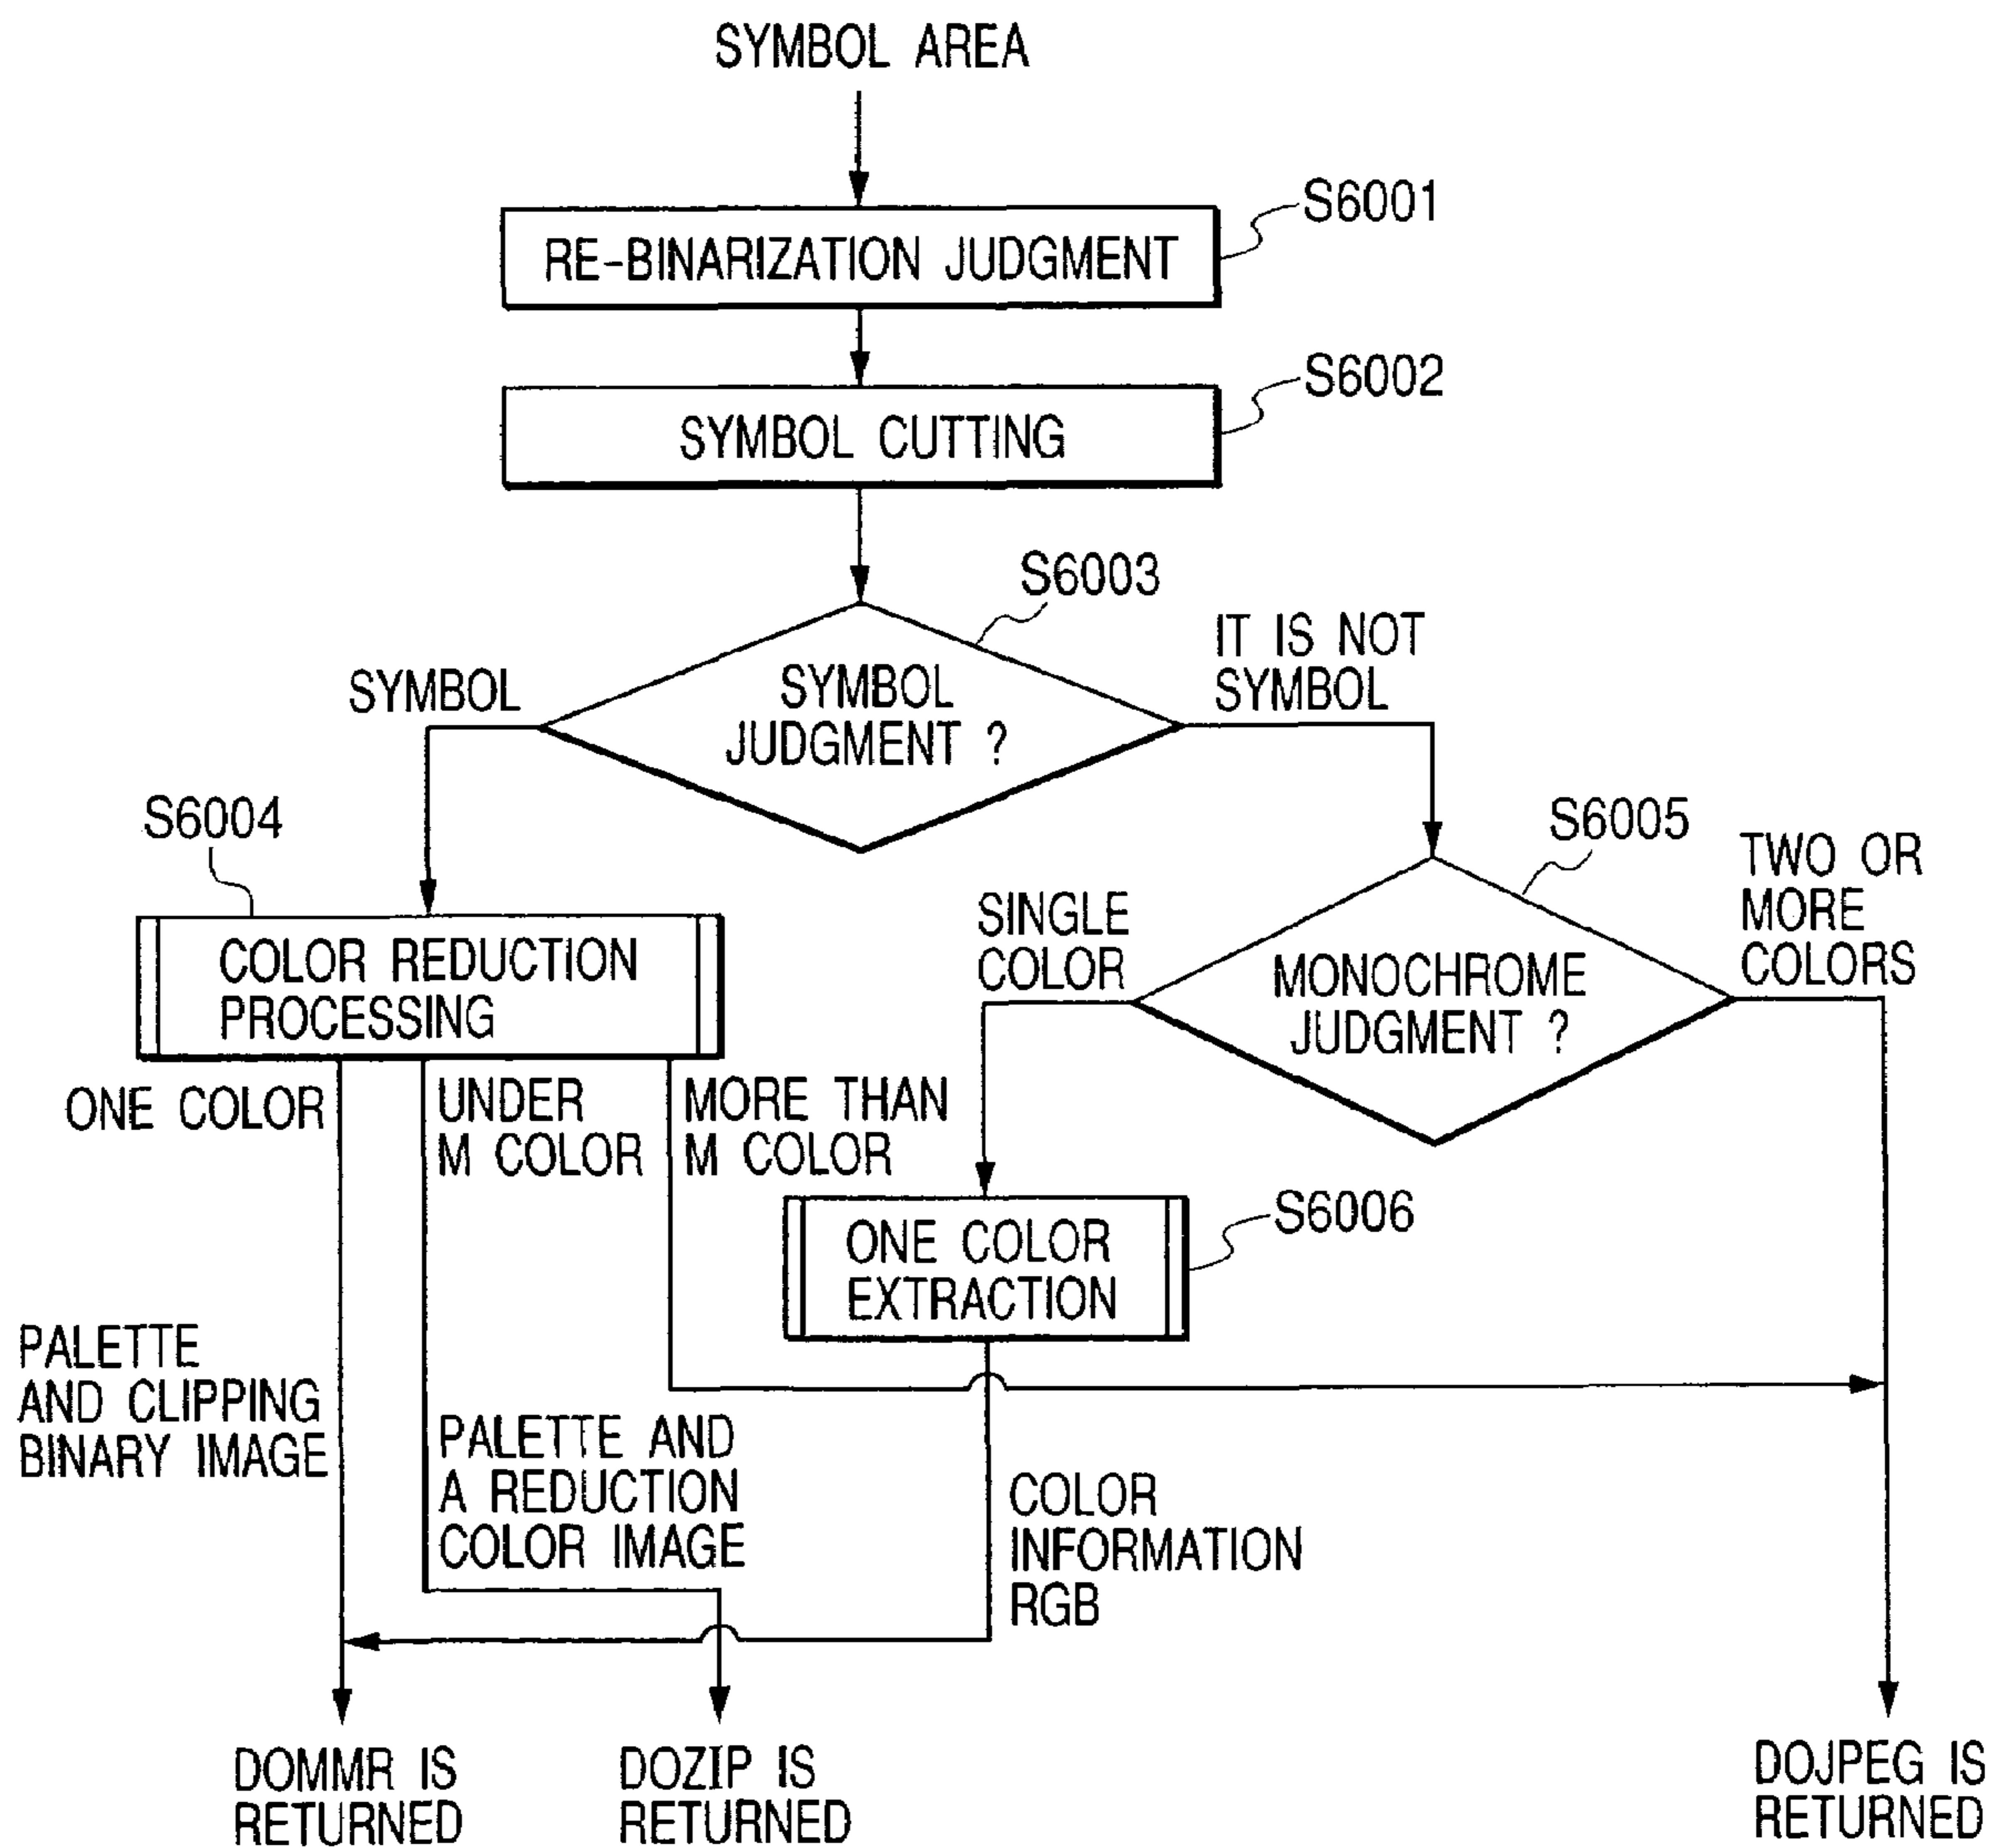 SYMBOL AREA
S6001
RE-BINARIZATION JUDGMENT
S6002
SYMBOL CUTTING
S6003
SYMBOL
SYMBOL
JUDGMENT ?
IT IS NOT
SYMBOL
S6004
COLOR REDUCTION
PROCESSING
S6005
SINGLE
COLOR
MONOCHROME
JUDGMENT ?
TWO OR
MORE
COLORS
ONE COLOR
UNDER
M COLOR
MORE THAN
M COLOR
S6006
ONE COLOR
EXTRACTION
PALETTE
AND CLIPPING
BINARY IMAGE
PALETTE AND
A REDUCTION
COLOR IMAGE
COLOR
INFORMATION
RGB
DOMMR IS
RETURNED
DOZIP IS
RETURNED
DOJPEG IS
RETURNED